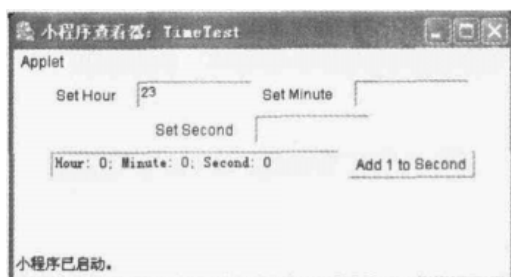 小程序查看器: TimeTest
Applet
Set Hour 23 Set Minute
Set Second
Hour: 0; Minute: 0; Second: 0 Add 1 to Second
小程序已启动。